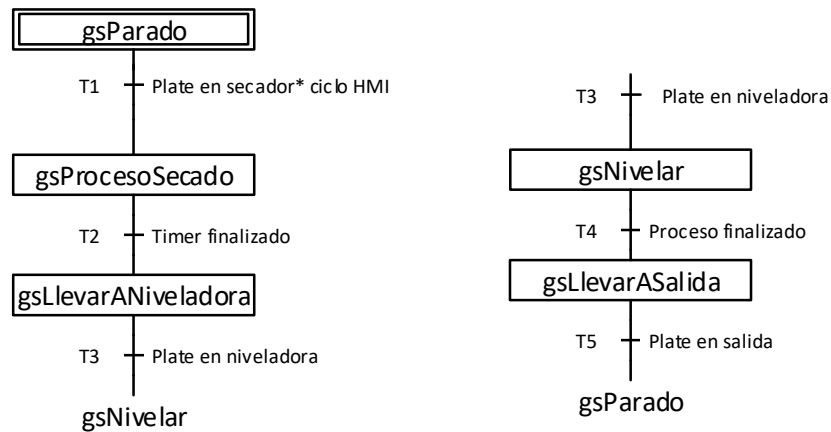 gsParado
T1 Plate en secador* ciclo HMI
gsProcesoSecado
T2 Timer finalizado
gsLlevarANiveladora
T3 Plate en niveladora
gsNivelar
T3 Plate en niveladora
gsNivelar
T4 Proceso finalizado
gsLlevarASalida
T5 Plate en salida
gsParado